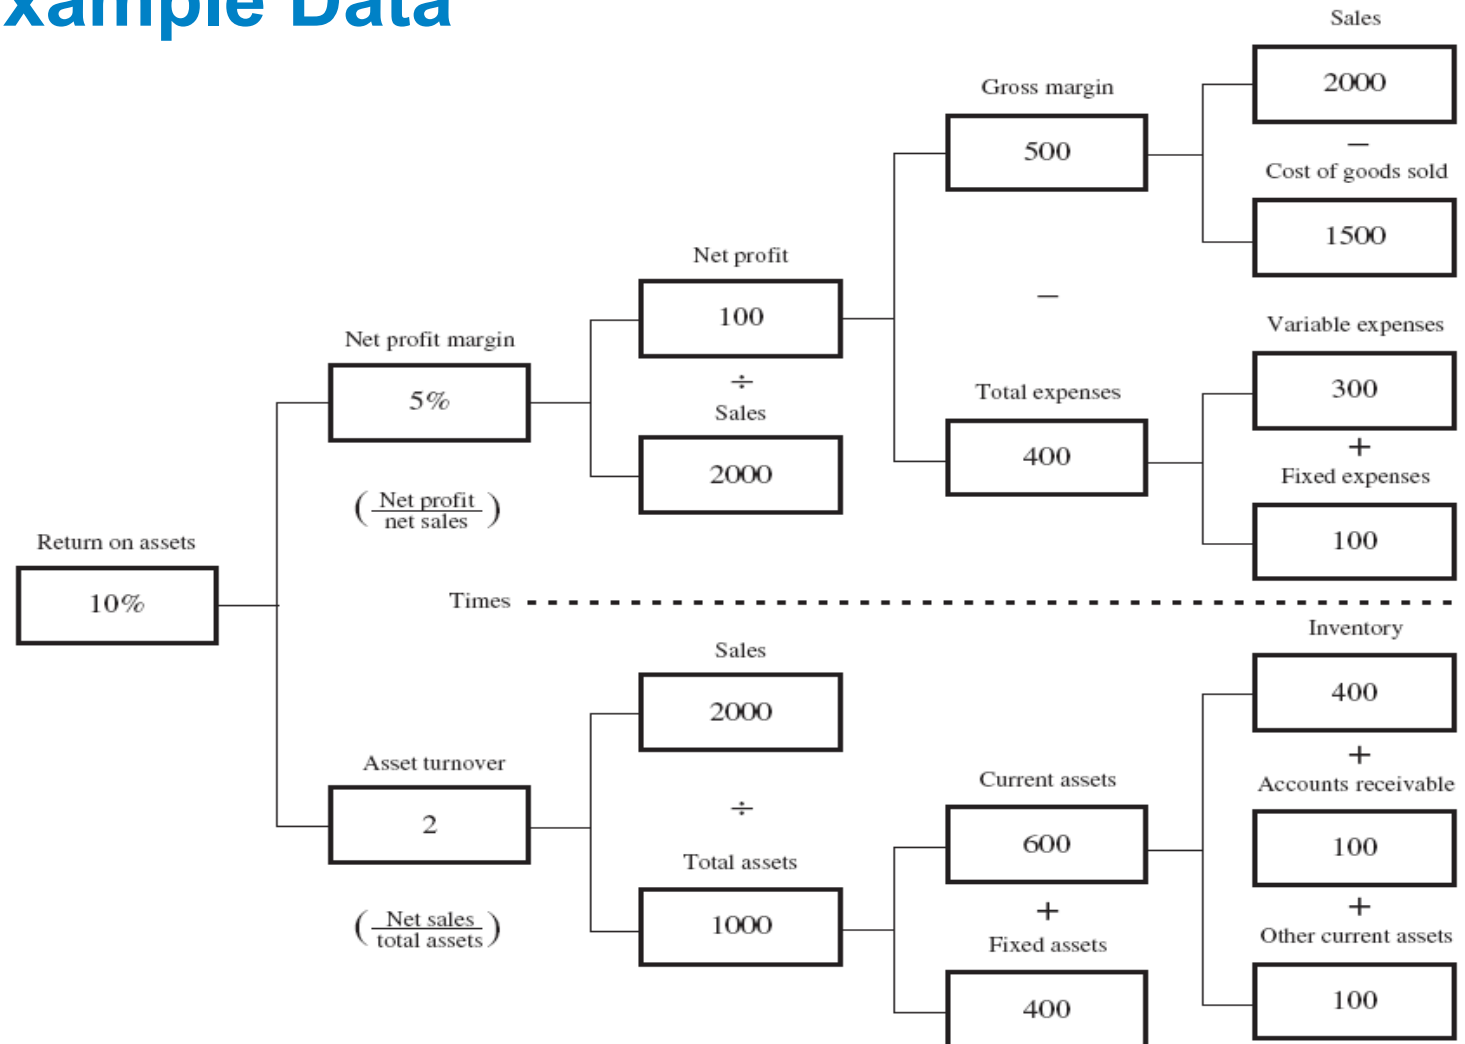 xample Data
Sales
2000
−
Cost of goods sold
1500
Gross margin
500
−
Net profit
100
÷
Sales
2000
Variable expenses
300
+
Fixed expenses
100
Total expenses
400
Net profit margin
5%
(Net profit
net sales)
Return on assets
10%
Times
Inventory
400
+
Accounts receivable
100
+
Other current assets
100
Sales
2000
÷
Total assets
1000
Asset turnover
2
(Net sales
total assets)
Current assets
600
+
Fixed assets
400